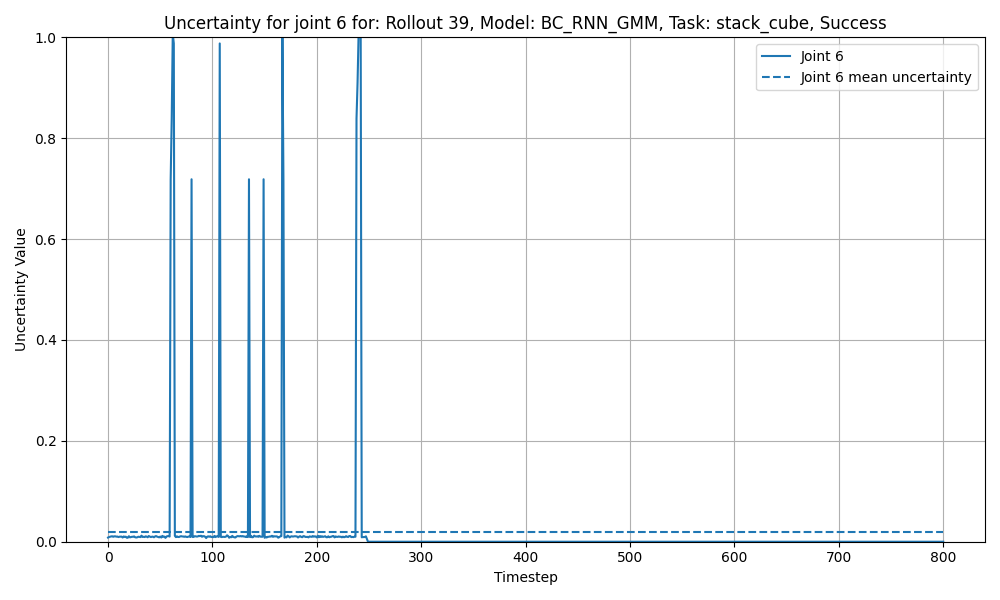 Uncertainty for joint 6 for: Rollout 39, Model: BC_RNN_GMM, Task: stack_cube, Success
Joint 6
Joint 6 mean uncertainty
Uncertainty Value
1.0
0.8
0.6
0.4
0.2
0.0
0 100 200 300 400 500 600 700 800
Timestep